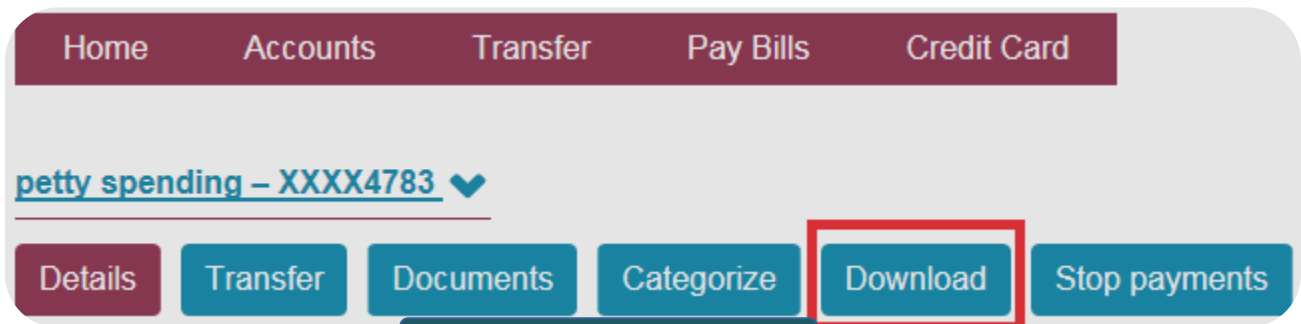 Home Accounts Transfer Pay Bills Credit Card
petty spending – XXXX4783
Details Transfer Documents Categorize Download Stop payments